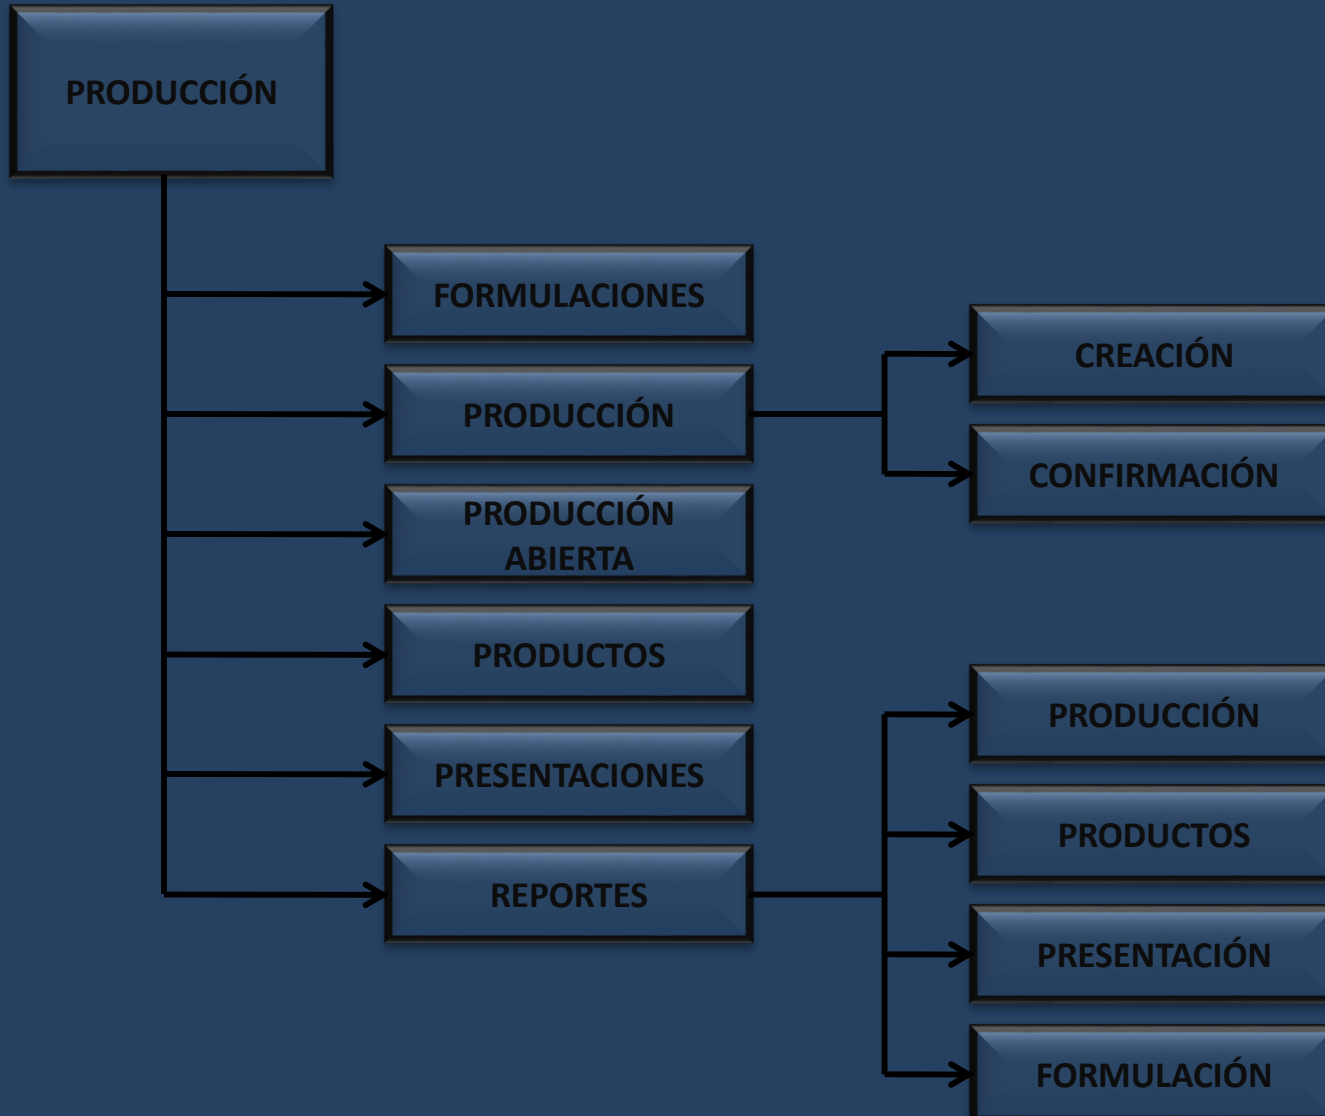 PRODUCCIÓN
FORMULACIONES
PRODUCCIÓN
PRODUCCIÓN
ABIERTA
PRODUCTOS
PRESENTACIONES
REPORTES
CREACIÓN
CONFIRMACIÓN
PRODUCCIÓN
PRODUCTOS
PRESENTACIÓN
FORMULACIÓN